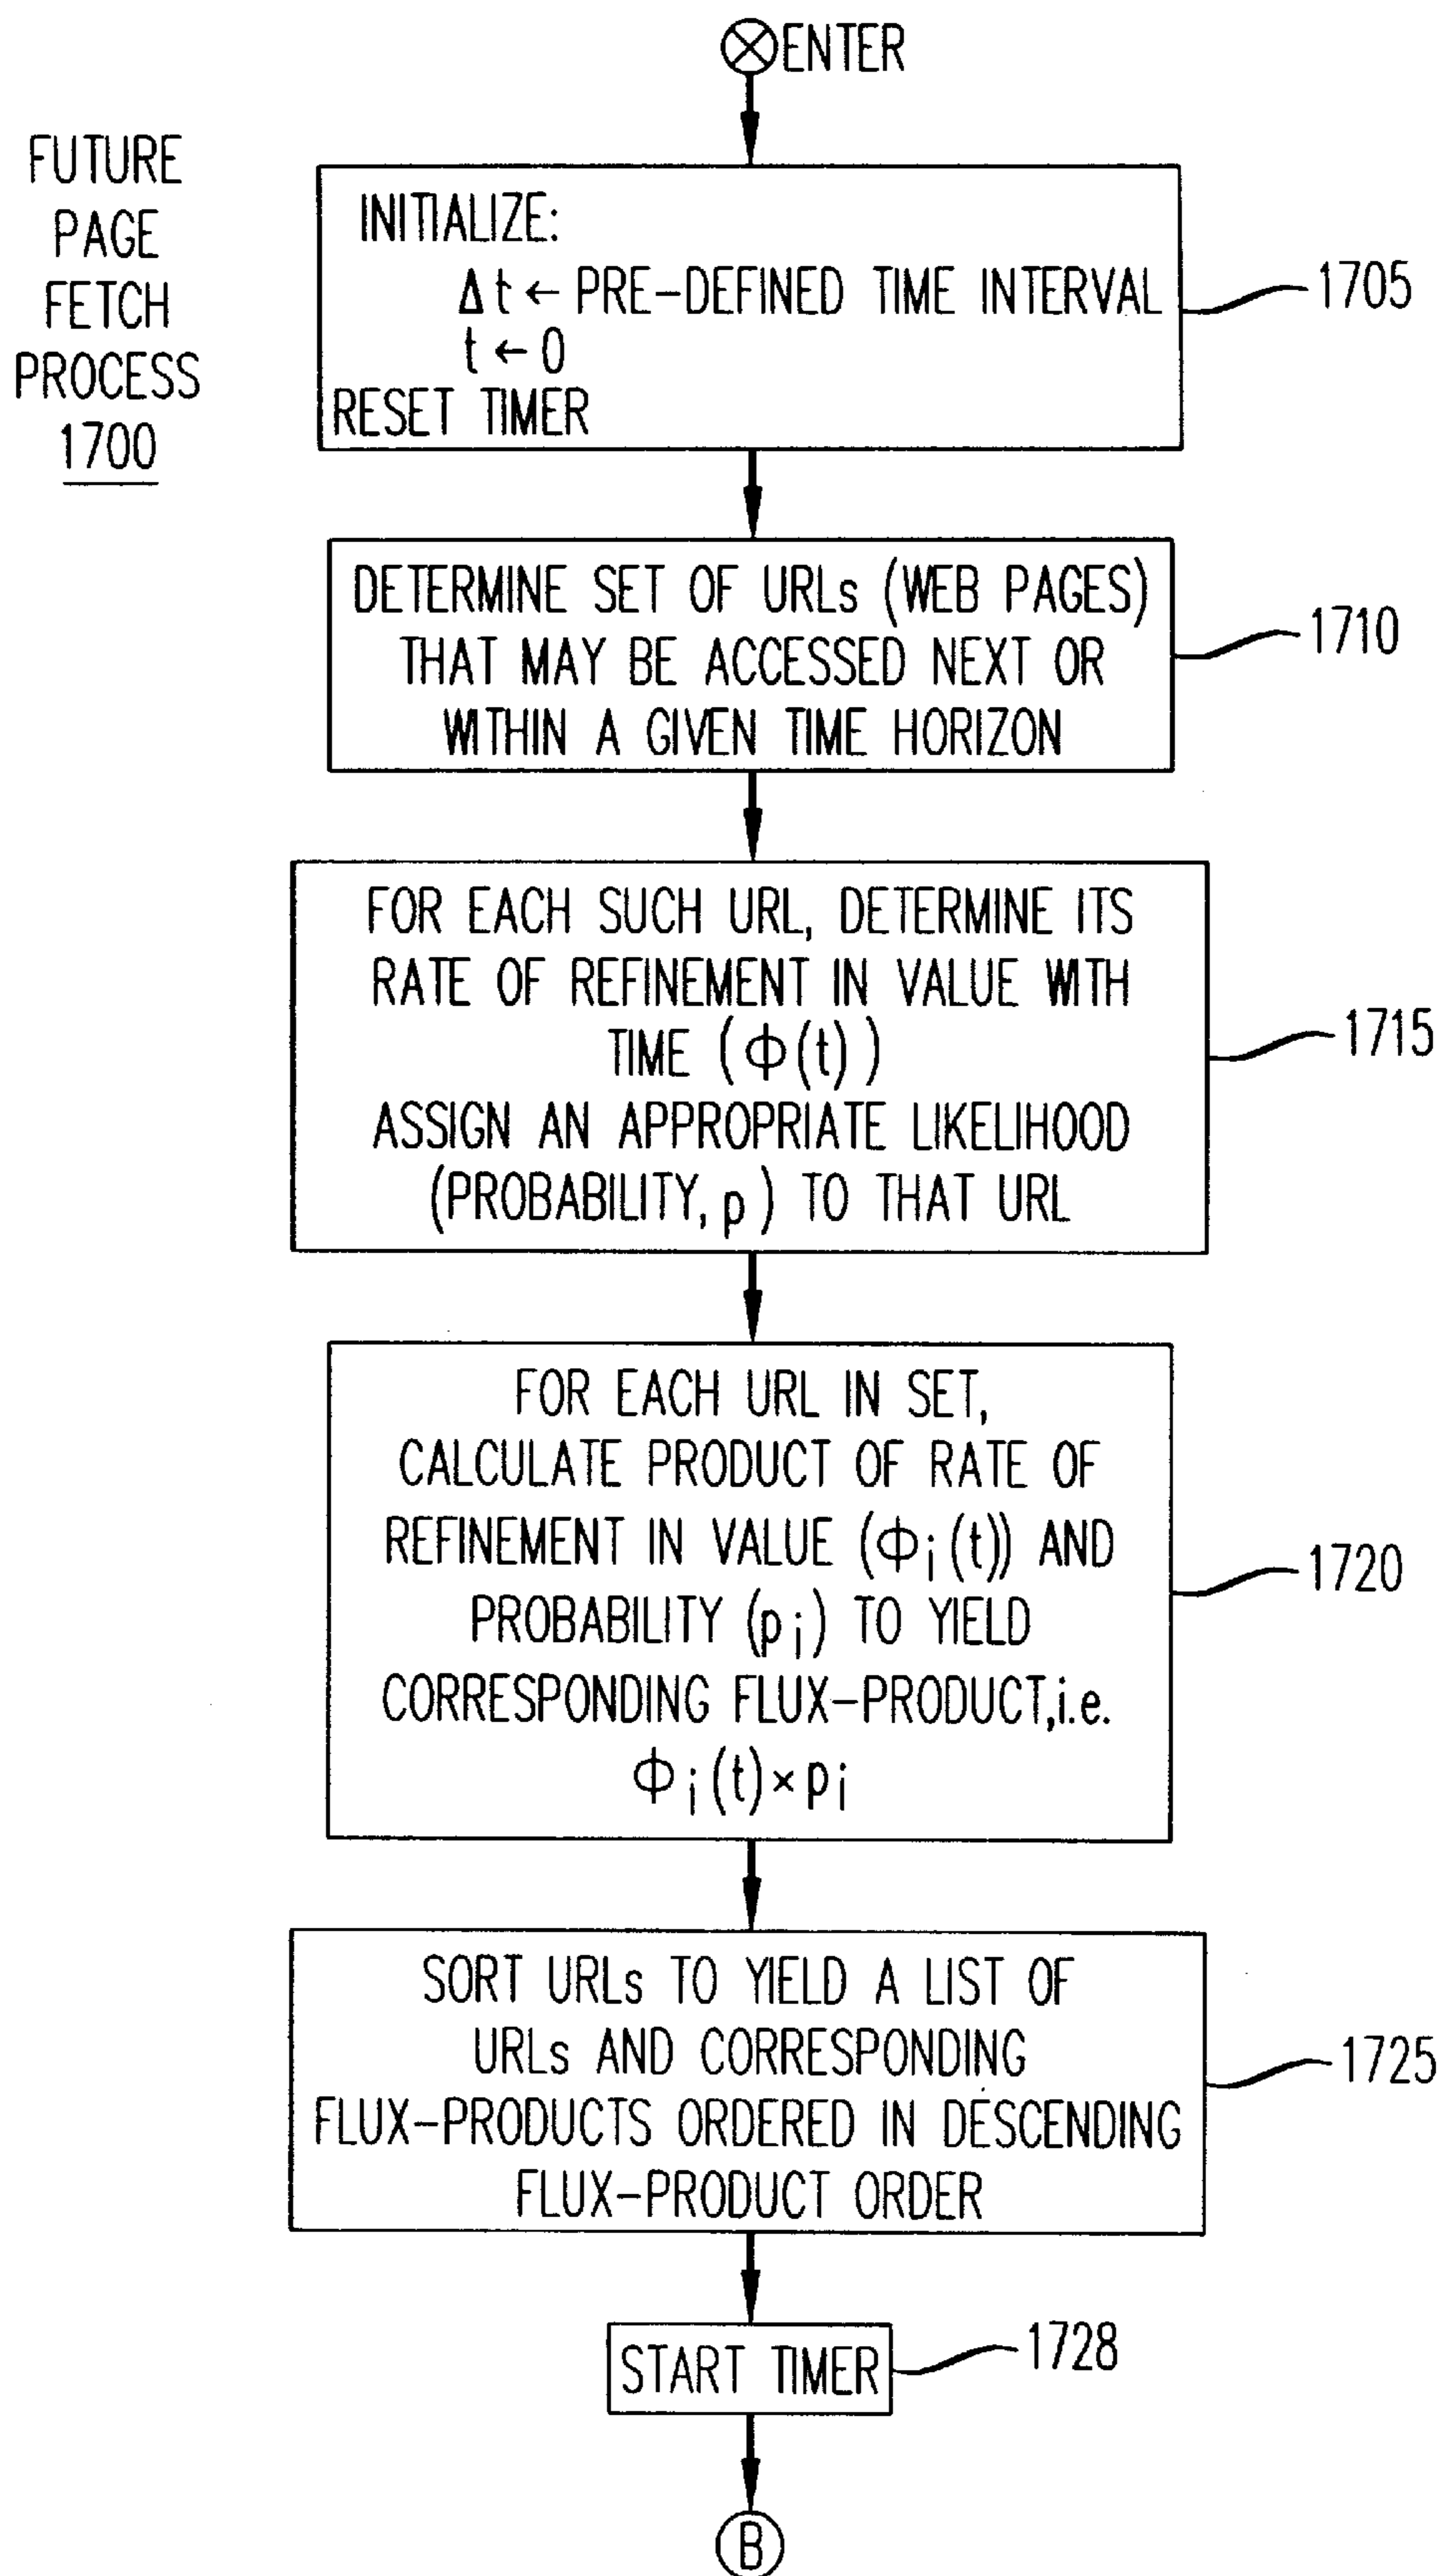 ENTER
FUTURE
PAGE
FETCH
PROCESS
1700
INITIALIZE:
Δt ← PRE-DEFINED TIME INTERVAL
t ← 0
RESET TIMER
1705
DETERMINE SET OF URLs (WEB PAGES)
THAT MAY BE ACCESSED NEXT OR
WITHIN A GIVEN TIME HORIZON
1710
FOR EACH SUCH URL, DETERMINE ITS
RATE OF REFINEMENT IN VALUE WITH
TIME (Φ(t))
ASSIGN AN APPROPRIATE LIKELIHOOD
(PROBABILITY, p) TO THAT URL
1715
FOR EACH URL IN SET,
CALCULATE PRODUCT OF RATE OF
REFINEMENT IN VALUE (Φi(t)) AND
PROBABILITY (pi) TO YIELD
CORRESPONDING FLUX-PRODUCT,i.e.
Φi(t)×pi
1720
SORT URLs TO YIELD A LIST OF
URLs AND CORRESPONDING
FLUX-PRODUCTS ORDERED IN DESCENDING
FLUX-PRODUCT ORDER
1725
START TIMER
1728
B